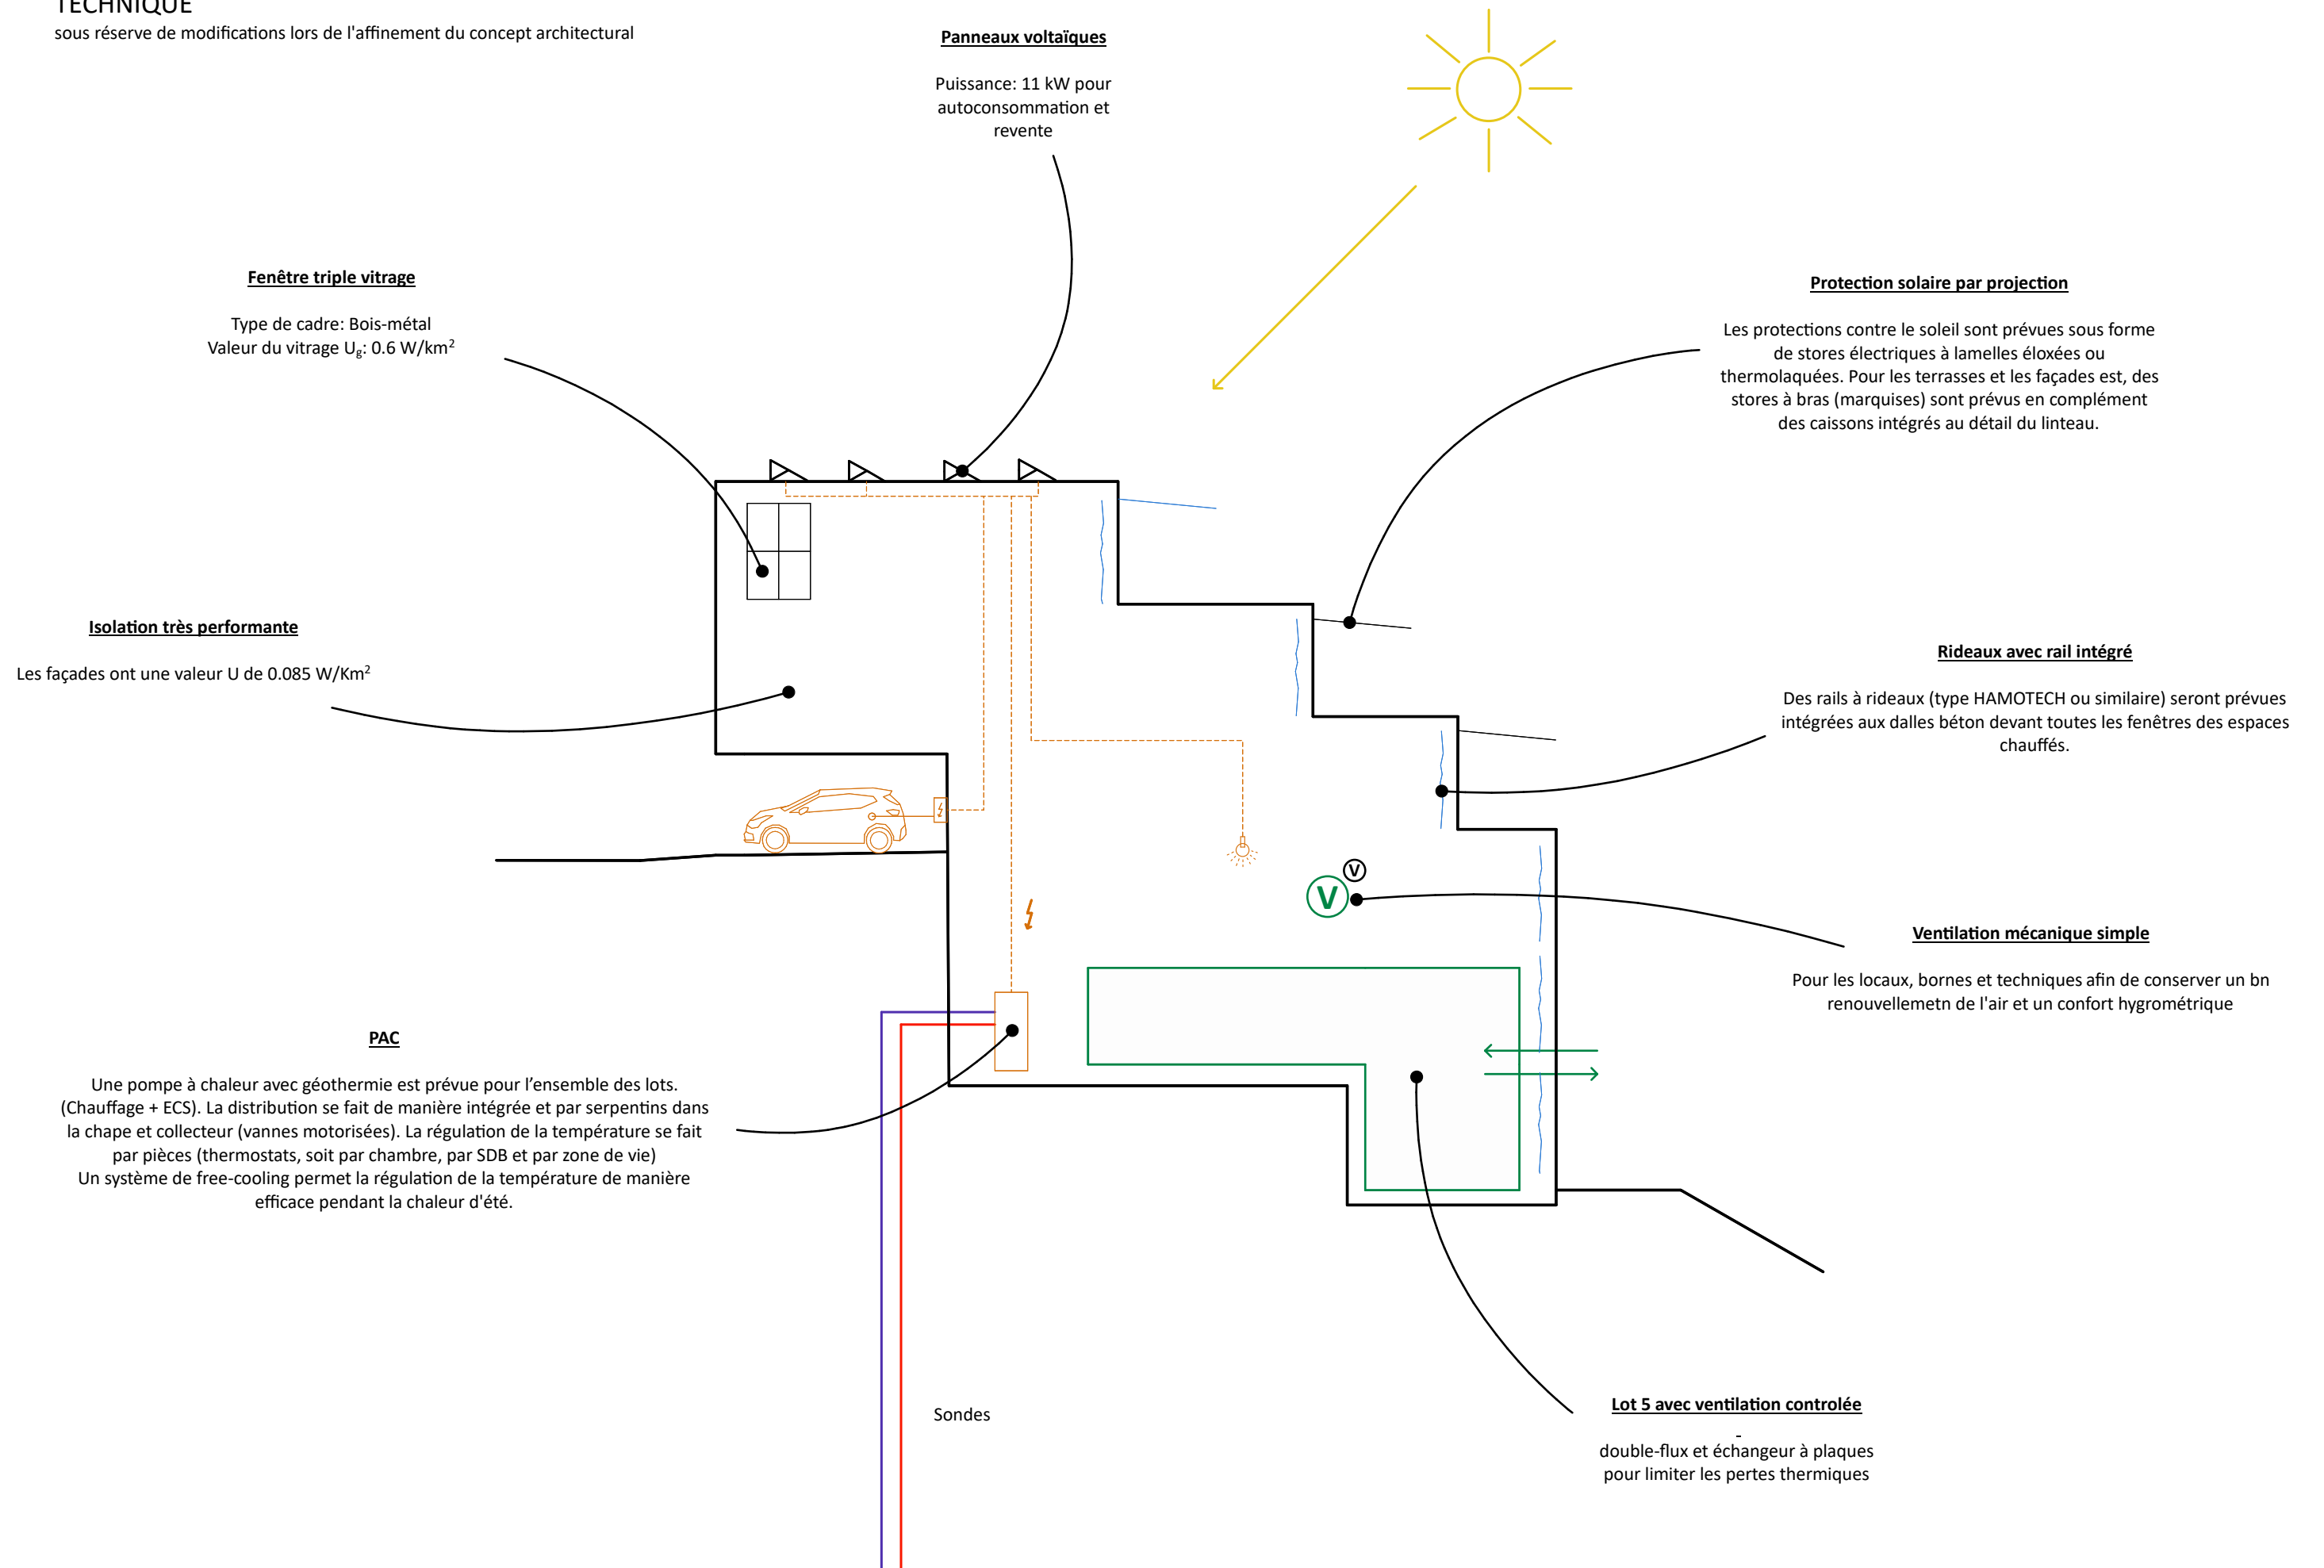 TECHNIQUE
sous réserve de modifications lors de l'affinement du concept architectural
Panneaux voltaïques
Puissance: 11 kW pour
autoconsommation et
revente
Fenêtre triple vitrage
Type de cadre: Bois-métal
Valeur du vitrage Ug: 0.6 W/km²
Protection solaire par projection
Les protections contre le soleil sont prévues sous forme
de stores électriques à lamelles éloxées ou
thermolaquées. Pour les terrasses et les façades est, des
stores à bras (marquises) sont prévus en complément
des caissons intégrés au détail du linteau.
Isolation très performante
Les façades ont une valeur U de 0.085 W/Km²
Rideaux avec rail intégré
Des rails à rideaux (type HAMOTECH ou similaire) seront prévues
intégrées aux dalles béton devant toutes les fenêtres des espaces
chauffés.
V
V
Ventilation mécanique simple
Pour les locaux, bornes et techniques afin de conserver un bn
renouvellemetn de l'air et un confort hygrométrique
PAC
Une pompe à chaleur avec géothermie est prévue pour l’ensemble des lots.
(Chauffage + ECS). La distribution se fait de manière intégrée et par serpentins dans
la chape et collecteur (vannes motorisées). La régulation de la température se fait
par pièces (thermostats, soit par chambre, par SDB et par zone de vie)
Un système de free-cooling permet la régulation de la température de manière
efficace pendant la chaleur d'été.
Sondes
Lot 5 avec ventilation controlée
-
double-flux et échangeur à plaques
pour limiter les pertes thermiques